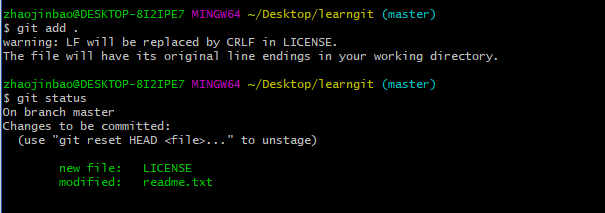 zhaojinbao@DESKTOP-8I2IPE7 MINGW64 ~/Desktop/learngit (master)
$ git add .
warning: LF will be replaced by CRLF in LICENSE.
The file will have its original line endings in your working directory.
zhaojinbao@DESKTOP-8I2IPE7 MINGW64 ~/Desktop/learngit (master)
$ git status
On branch master
Changes to be committed:
  (use "git reset HEAD <file>..." to unstage)
        new file:   LICENSE
        modified:   readme.txt